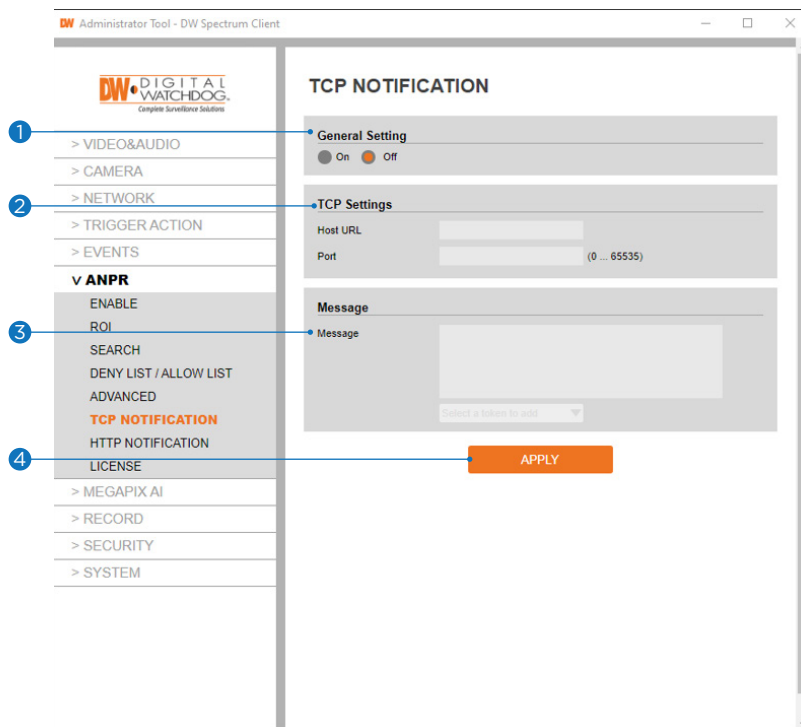 DW Administrator Tool - DW Spectrum Client
DW DIGITAL
WATCHDOG.
Complete Surveillance Solutions
> VIDEO&AUDIO
> CAMERA
> NETWORK
> TRIGGER ACTION
> EVENTS
v ANPR
ENABLE
ROI
SEARCH
DENY LIST / ALLOW LIST
ADVANCED
TCP NOTIFICATION
HTTP NOTIFICATION
LICENSE
> MEGAPIX AI
> RECORD
> SECURITY
> SYSTEM
TCP NOTIFICATION
1
General Setting
On Off
2
TCP Settings
Host URL
Port (0 ... 65535)
Message
3
Message
Select a token to add
4
APPLY